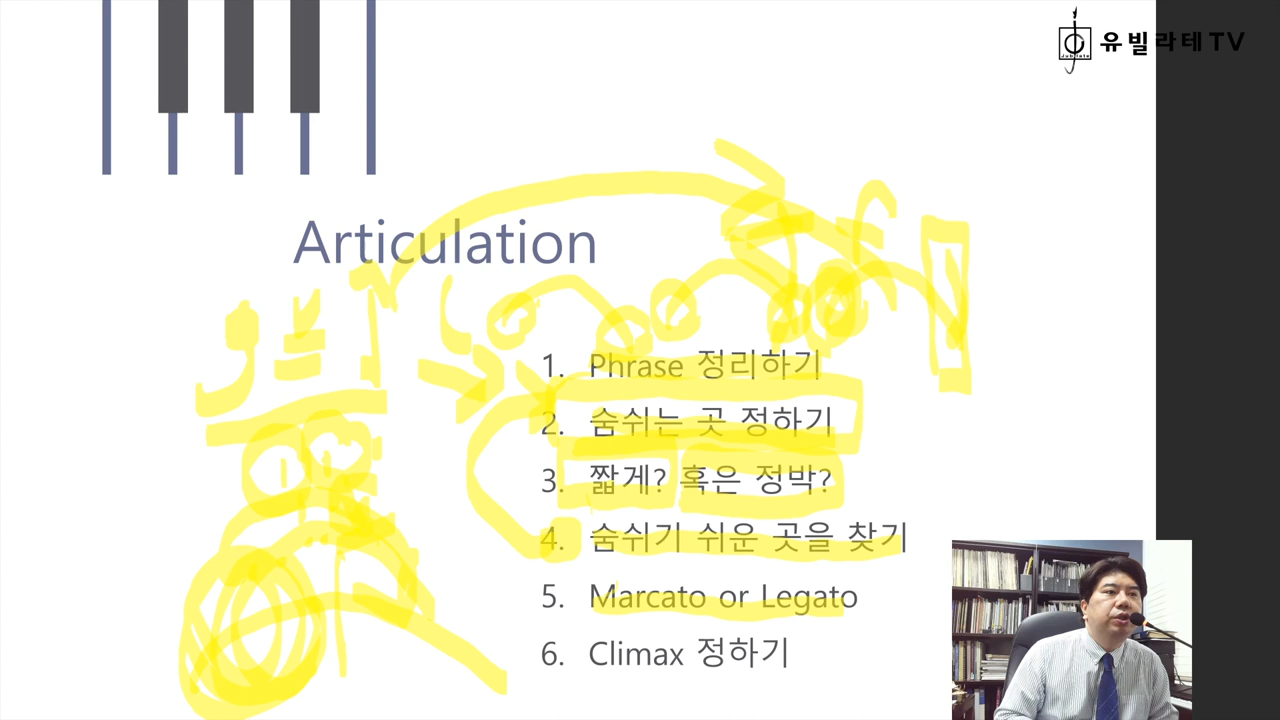 유빌라테TV
Jubilate
Articulation
1. Phrase 정리하기
2. 숨쉬는 곳 정하기
3. 짧게? 혹은 정박?
4. 숨쉬기 쉬운 곳을 찾기
5. Marcato or Legato
6. Climax 정하기